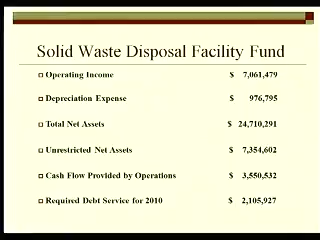 Solid Waste Disposal Facility Fund
Operating Income $ 7,061,479
Depreciation Expense $ 976,795
Total Net Assets $ 24,710,291
Unrestricted Net Assets $ 7,354,602
Cash Flow Provided by Operations $ 3,550,532
Required Debt Service for 2010 $ 2,105,927